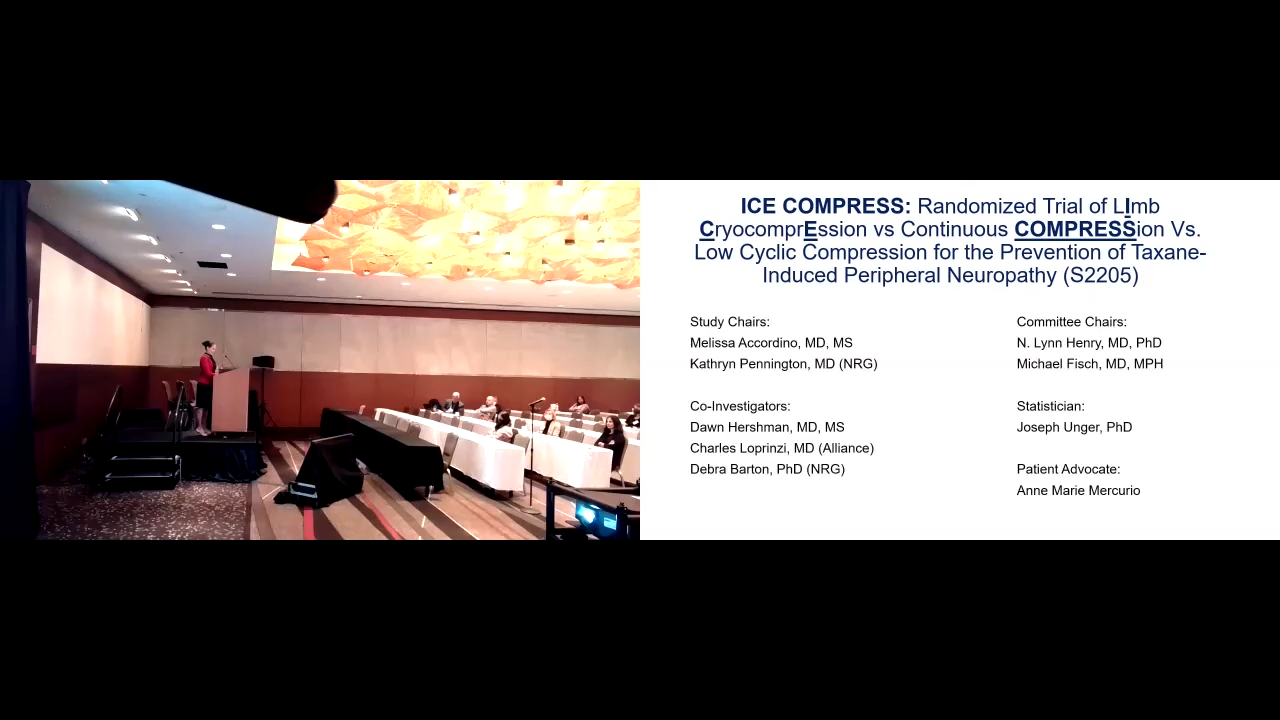 ICE COMPRESS: Randomized Trial of LImb
CryocomprEssion vs Continuous COMPRESSion Vs.
Low Cyclic Compression for the Prevention of Taxane-
Induced Peripheral Neuropathy (S2205)
Study Chairs:
Melissa Accordino, MD, MS
Kathryn Pennington, MD (NRG)
Co-Investigators:
Dawn Hershman, MD, MS
Charles Loprinzi, MD (Alliance)
Debra Barton, PhD (NRG)
Committee Chairs:
N. Lynn Henry, MD, PhD
Michael Fisch, MD, MPH
Statistician:
Joseph Unger, PhD
Patient Advocate:
Anne Marie Mercurio